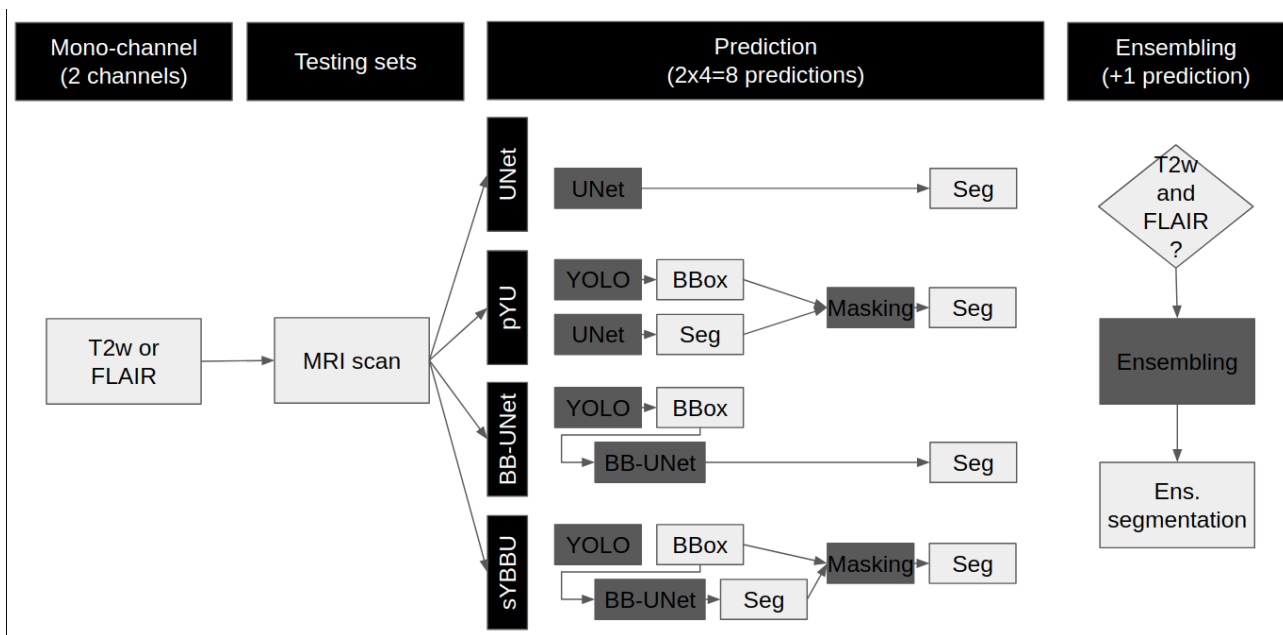 Mono-channel
(2 channels)
Testing sets
Prediction
(2x4=8 predictions)
Ensembling
(+1 prediction)
T2w or
FLAIR
MRI scan
UNet
UNet
Seg
pYU
YOLO
BBox
UNet
Seg
Masking
Seg
BB-UNet
YOLO
BBox
BB-UNet
Seg
sYBBU
YOLO
BBox
BB-UNet
Seg
Masking
Seg
T2w
and
FLAIR
?
Ensembling
Ens.
segmentation